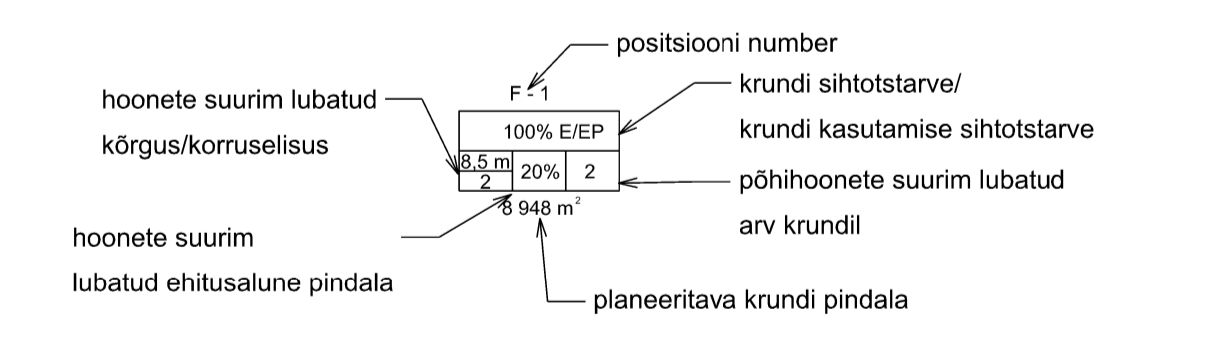 positsiooni number
F - 1
hoonete suurim lubatud
kõrgus/korruselisus
krundi sihtotstarve/
krundi kasutamise sihtotstarve
100% E/EP
8,5 m
2
20%
2
põhihoonete suurim lubatud
arv krundil
8 948 m²
hoonete suurim
lubatud ehitusalune pindala
planeeritava krundi pindala